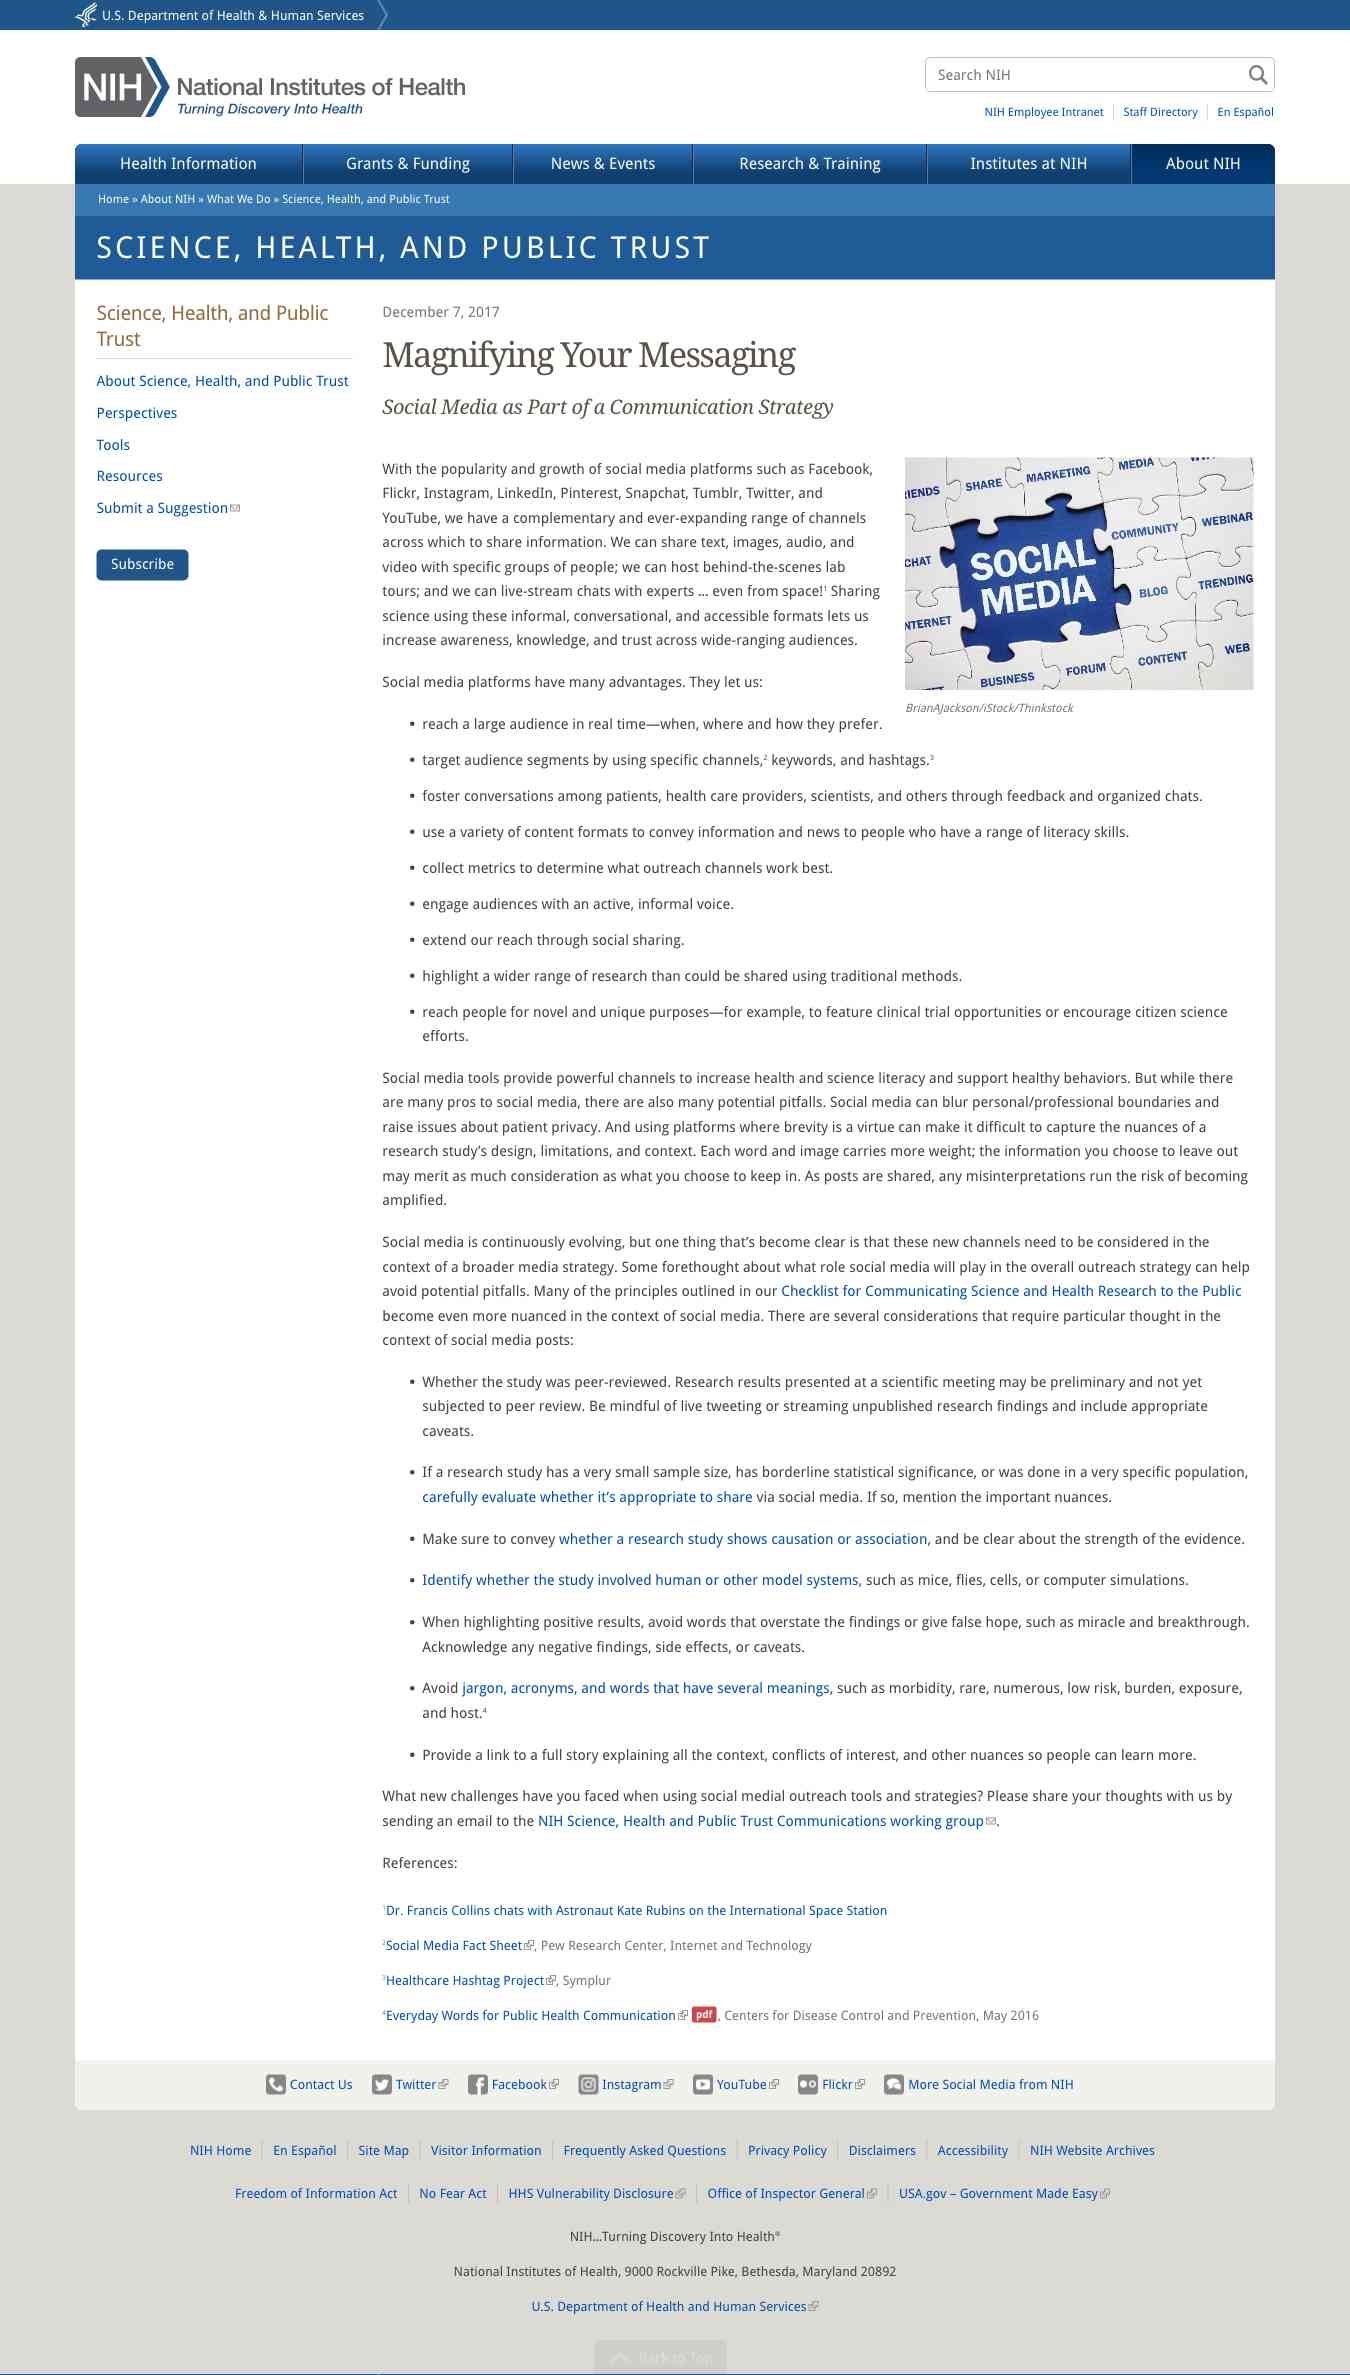 U.S. Department of Health & Human Services
NIH National Institutes of Health
Turning Discovery Into Health
Search NIH
NIH Employee Intranet
Staff Directory
En Español
Health Information
Grants & Funding
News & Events
Research & Training
Institutes at NIH
About NIH
Home » About NIH » What We Do » Science, Health, and Public Trust
SCIENCE, HEALTH, AND PUBLIC TRUST
Science, Health, and Public
Trust
About Science, Health, and Public Trust
Perspectives
Tools
Resources
Submit a Suggestion
Subscribe
December 7, 2017
Magnifying Your Messaging
Social Media as Part of a Communication Strategy
With the popularity and growth of social media platforms such as Facebook,
Flickr, Instagram, LinkedIn, Pinterest, Snapchat, Tumblr, Twitter, and
YouTube, we have a complementary and ever-expanding range of channels
across which to share information. We can share text, images, audio, and
video with specific groups of people; we can host behind-the-scenes lab
tours; and we can live-stream chats with experts ... even from space!¹ Sharing
science using these informal, conversational, and accessible formats lets us
increase awareness, knowledge, and trust across wide-ranging audiences.
IENDS
SHARE
MARKETING
MEDIA
CHAT
SOCIAL
MEDIA
COMMUNITY
WEBINAR
BLOG
TRENDING
NTERNET
BUSINESS
FORUM
CONTENT
WEB
BrianAJackson/iStock/Thinkstock
Social media platforms have many advantages. They let us:
• reach a large audience in real time—when, where and how they prefer.
• target audience segments by using specific channels,² keywords, and hashtags.³
• foster conversations among patients, health care providers, scientists, and others through feedback and organized chats.
• use a variety of content formats to convey information and news to people who have a range of literacy skills.
• collect metrics to determine what outreach channels work best.
• engage audiences with an active, informal voice.
• extend our reach through social sharing.
• highlight a wider range of research than could be shared using traditional methods.
• reach people for novel and unique purposes—for example, to feature clinical trial opportunities or encourage citizen science
efforts.
Social media tools provide powerful channels to increase health and science literacy and support healthy behaviors. But while there
are many pros to social media, there are also many potential pitfalls. Social media can blur personal/professional boundaries and
raise issues about patient privacy. And using platforms where brevity is a virtue can make it difficult to capture the nuances of a
research study's design, limitations, and context. Each word and image carries more weight; the information you choose to leave out
may merit as much consideration as what you choose to keep in. As posts are shared, any misinterpretations run the risk of becoming
amplified.
Social media is continuously evolving, but one thing that's become clear is that these new channels need to be considered in the
context of a broader media strategy. Some forethought about what role social media will play in the overall outreach strategy can help
avoid potential pitfalls. Many of the principles outlined in our Checklist for Communicating Science and Health Research to the Public
become even more nuanced in the context of social media. There are several considerations that require particular thought in the
context of social media posts:
• Whether the study was peer-reviewed. Research results presented at a scientific meeting may be preliminary and not yet
subjected to peer review. Be mindful of live tweeting or streaming unpublished research findings and include appropriate
caveats.
• If a research study has a very small sample size, has borderline statistical significance, or was done in a very specific population,
carefully evaluate whether it's appropriate to share via social media. If so, mention the important nuances.
• Make sure to convey whether a research study shows causation or association, and be clear about the strength of the evidence.
• Identify whether the study involved human or other model systems, such as mice, flies, cells, or computer simulations.
• When highlighting positive results, avoid words that overstate the findings or give false hope, such as miracle and breakthrough.
Acknowledge any negative findings, side effects, or caveats.
• Avoid jargon, acronyms, and words that have several meanings, such as morbidity, rare, numerous, low risk, burden, exposure,
and host.⁴
• Provide a link to a full story explaining all the context, conflicts of interest, and other nuances so people can learn more.
What new challenges have you faced when using social medial outreach tools and strategies? Please share your thoughts with us by
sending an email to the NIH Science, Health and Public Trust Communications working group.
References:
¹Dr. Francis Collins chats with Astronaut Kate Rubins on the International Space Station
²Social Media Fact Sheet, Pew Research Center, Internet and Technology
³Healthcare Hashtag Project, Symplur
⁴Everyday Words for Public Health Communication pdf, Centers for Disease Control and Prevention, May 2016
Contact Us
Twitter
Facebook
Instagram
YouTube
Flickr
More Social Media from NIH
NIH Home
En Español
Site Map
Visitor Information
Frequently Asked Questions
Privacy Policy
Disclaimers
Accessibility
NIH Website Archives
Freedom of Information Act
No Fear Act
HHS Vulnerability Disclosure
Office of Inspector General
USA.gov – Government Made Easy
NIH...Turning Discovery Into Health®
National Institutes of Health, 9000 Rockville Pike, Bethesda, Maryland 20892
U.S. Department of Health and Human Services
Back to Top